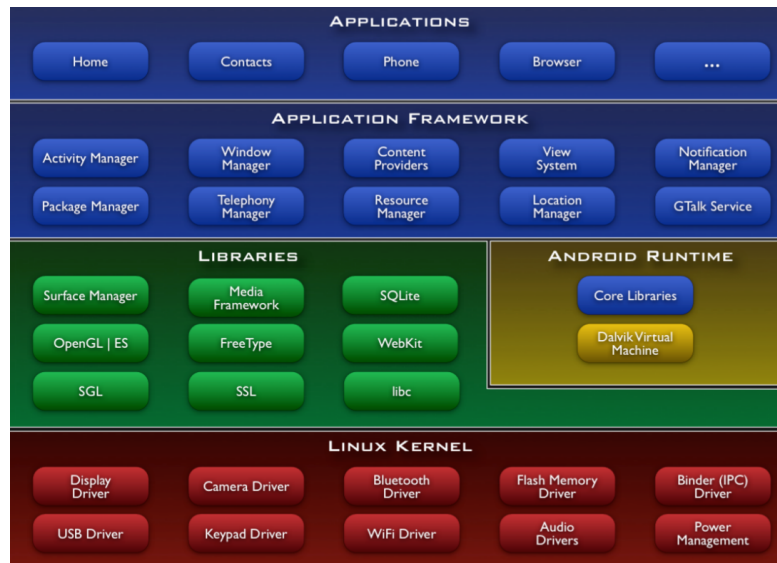 APPLICATIONS
Home
Contacts
Phone
Browser
...
APPLICATION FRAMEWORK
Activity Manager
Window
Manager
Content
Providers
View
System
Notification
Manager
Package Manager
Telephony
Manager
Resource
Manager
Location
Manager
GTalk Service
LIBRARIES
Surface Manager
Media
Framework
SQLite
OpenGL | ES
FreeType
WebKit
SGL
SSL
libc
ANDROID RUNTIME
Core Libraries
Dalvik Virtual
Machine
LINUX KERNEL
Display
Driver
Camera Driver
Bluetooth
Driver
Flash Memory
Driver
Binder (IPC)
Driver
USB Driver
Keypad Driver
WiFi Driver
Audio
Drivers
Power
Management